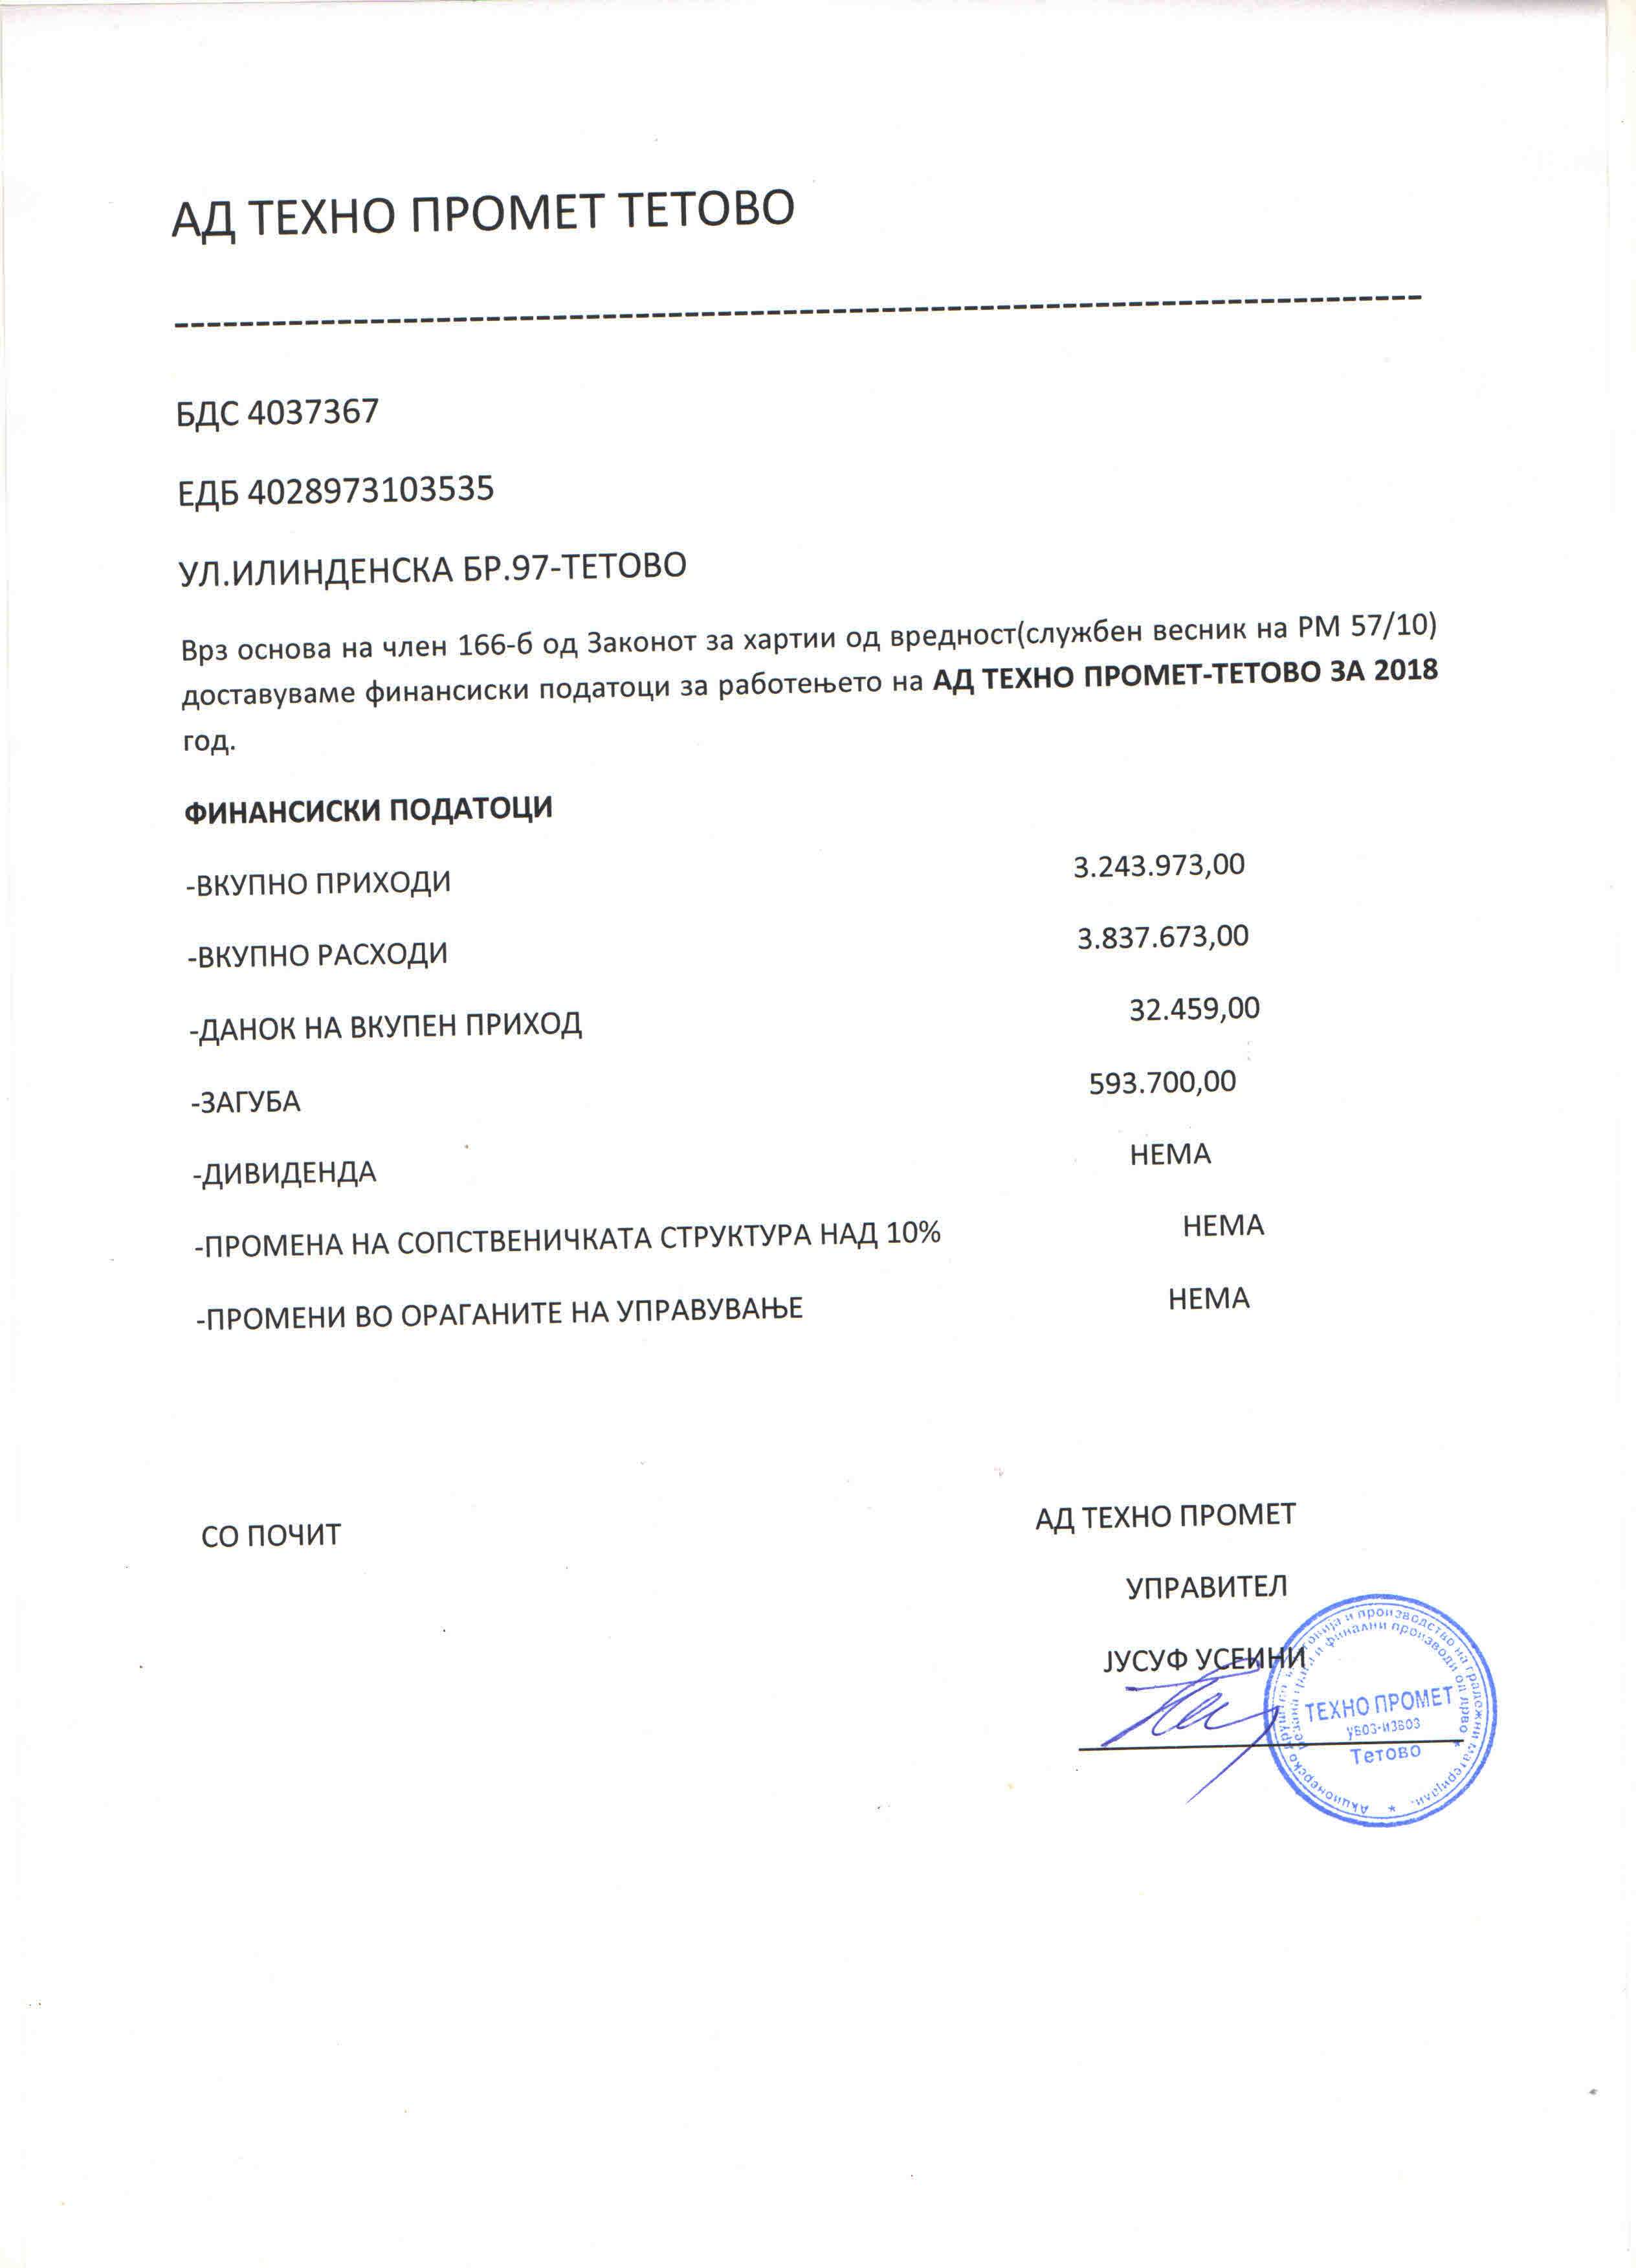 АД ТЕХНО ПРОМЕТ ТЕТОВО
--------------------------------------------------------------------------------
БДС 4037367
ЕДБ 4028973103535
УЛ.ИЛИНДЕНСКА БР.97-ТЕТОВО
Врз основа на член 166-б од Законот за хартии од вредност(службен весник на РМ 57/10)
доставуваме финансиски податоци за работењето на АД ТЕХНО ПРОМЕТ-ТЕТОВО ЗА 2018
год.
ФИНАНСИСКИ ПОДАТОЦИ
-ВКУПНО ПРИХОДИ 3.243.973,00
-ВКУПНО РАСХОДИ 3.837.673,00
-ДАНОК НА ВКУПЕН ПРИХОД 32.459,00
-ЗАГУБА 593.700,00
-ДИВИДЕНДА НЕМА
-ПРОМЕНА НА СОПСТВЕНИЧКАТА СТРУКТУРА НАД 10% НЕМА
-ПРОМЕНИ ВО ОРАГАНИТЕ НА УПРАВУВАЊЕ НЕМА
СО ПОЧИТ АД ТЕХНО ПРОМЕТ
УПРАВИТЕЛ
ЈУСУФ УСЕИНИ
Акционерско и производство на градежни материјали,
и финални производи од дрво
ТЕХНО ПРОМЕТ
увоз-извоз
Тетово